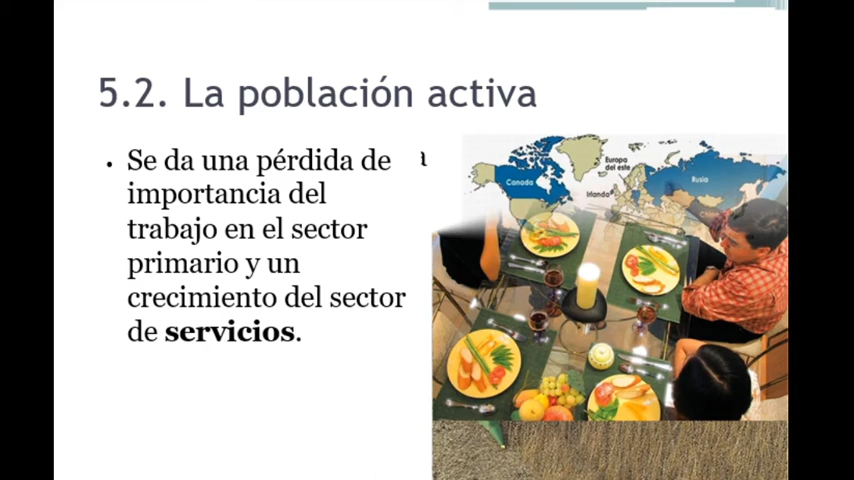 5.2. La población activa
• Se da una pérdida de
importancia del
trabajo en el sector
primario y un
crecimiento del sector
de servicios.
a
Europa
del este
Canada
Rusia
Irlanda